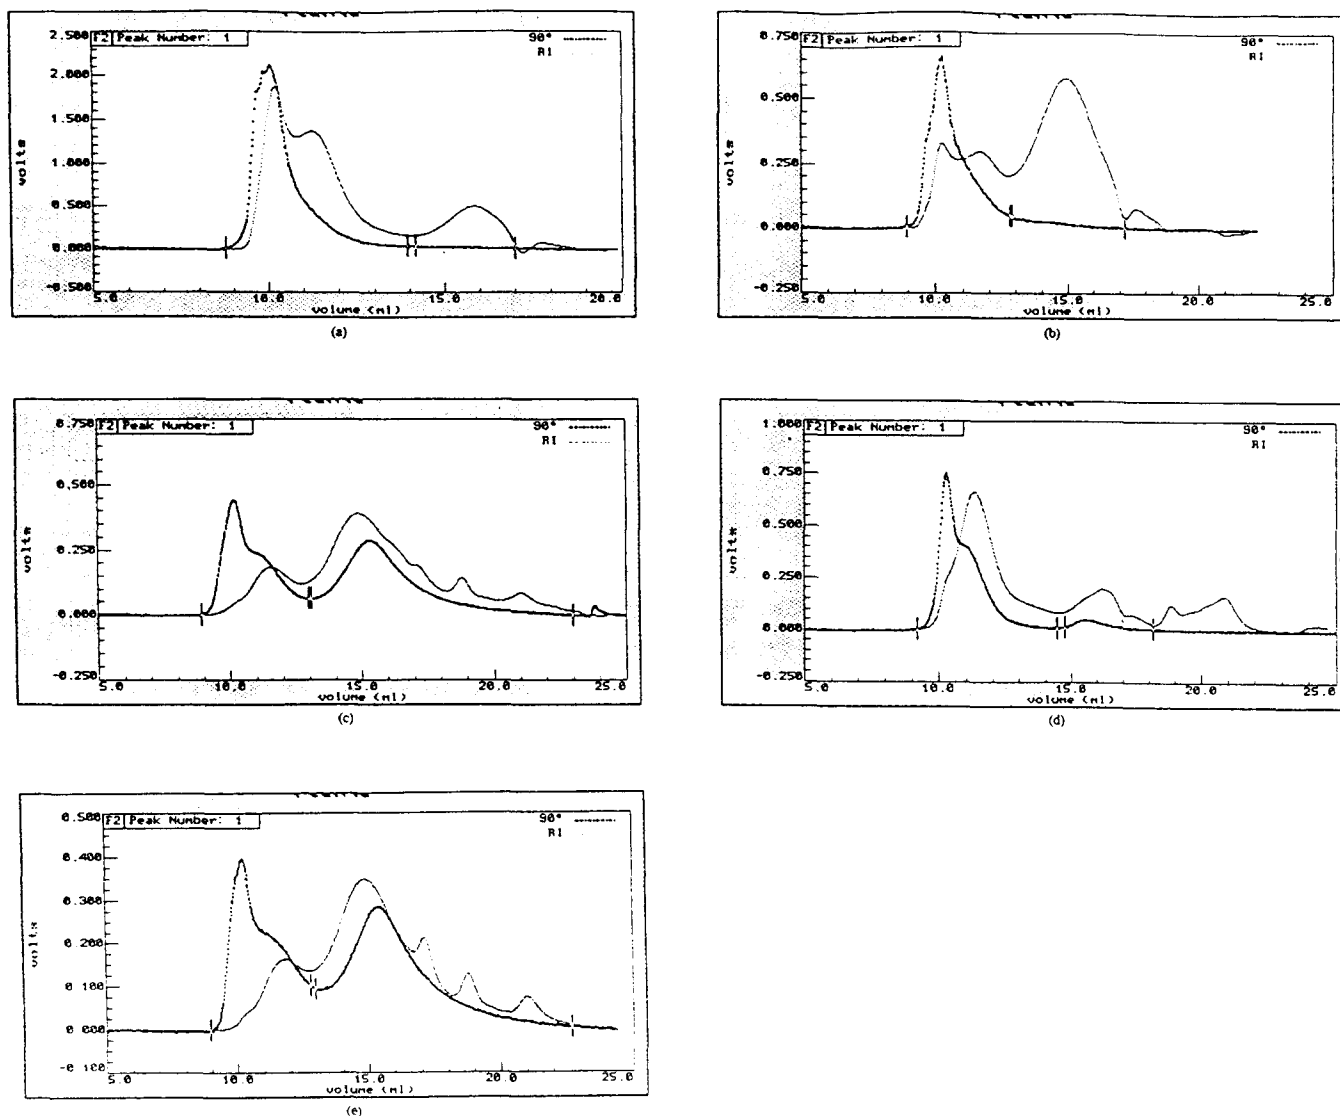 F2 Peak Number: 1
90°
RI
2.500
2.000
1.500
1.000
0.500
0.000
-0.500
volts
5.0 10.0 15.0 20.0
volume (ml)
(a)
F2 Peak Number: 1
90°
RI
0.750
0.500
0.250
0.000
-0.250
volts
5.0 10.0 15.0 20.0 25.0
volume (ml)
(b)
F2 Peak Number: 1
90°
RI
0.750
0.500
0.250
0.000
-0.250
volts
5.0 10.0 15.0 20.0 25.0
volume (ml)
(c)
F2 Peak Number: 1
90°
RI
1.000
0.750
0.500
0.250
0.000
-0.250
volts
5.0 10.0 15.0 20.0 25.0
volume (ml)
(d)
F2 Peak Number: 1
90°
RI
0.500
0.400
0.300
0.200
0.100
0.000
-0.100
volts
5.0 10.0 15.0 20.0 25.0
volume (ml)
(e)